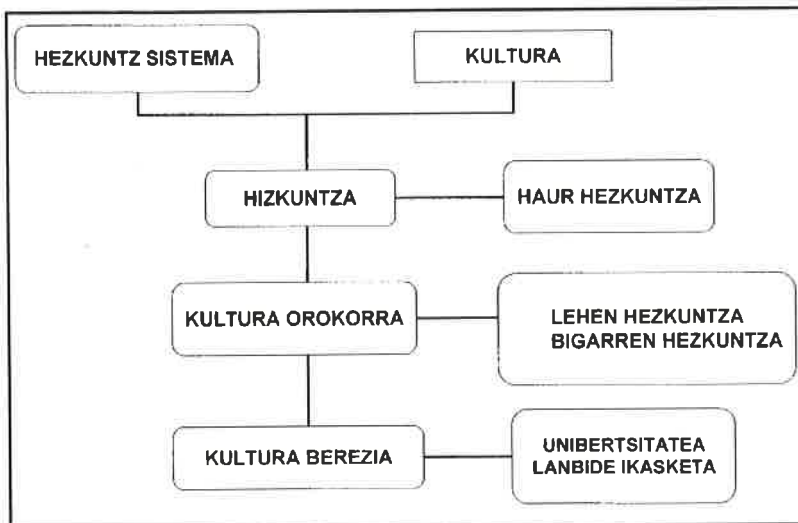 HEZKUNTZ SISTEMA
KULTURA
HIZKUNTZA
HAUR HEZKUNTZA
KULTURA OROKORRA
LEHEN HEZKUNTZA
BIGARREN HEZKUNTZA
KULTURA BEREZIA
UNIBERTSITATEA
LANBIDE IKASKETA